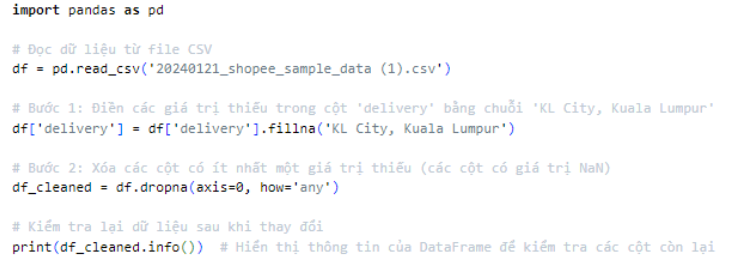 import pandas as pd
# Đọc dữ liệu từ file CSV
df = pd.read_csv('20240121_shopee_sample_data (1).csv')
# Bước 1: Điền các giá trị thiếu trong cột 'delivery' bằng chuỗi 'KL City, Kuala Lumpur'
df['delivery'] = df['delivery'].fillna('KL City, Kuala Lumpur')
# Bước 2: Xóa các cột có ít nhất một giá trị thiếu (các cột có giá trị NaN)
df_cleaned = df.dropna(axis=0, how='any')
# Kiểm tra lại dữ liệu sau khi thay đổi
print(df_cleaned.info())  # Hiển thị thông tin của DataFrame để kiểm tra các cột còn lại